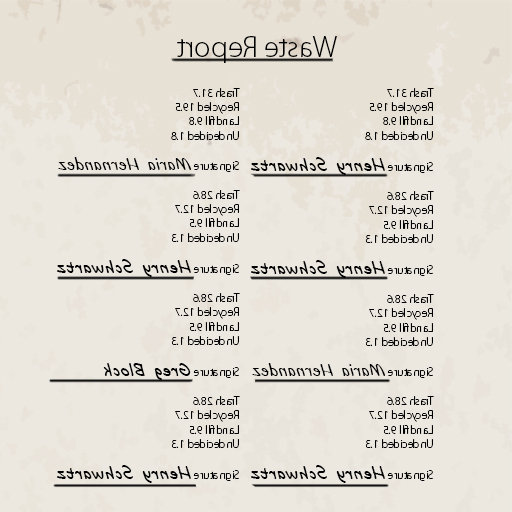 Waste Report
Trash 31.7
Recycled 19.5
Landfill 9.8
Undecided 1.8
Signature Henry Schwartz
Trash 31.7
Recycled 19.5
Landfill 9.8
Undecided 1.8
Signature Maria Hernandez
Trash 28.6
Recycled 12.7
Landfill 9.5
Undecided 1.3
Signature Henry Schwartz
Trash 28.6
Recycled 12.7
Landfill 9.5
Undecided 1.3
Signature Henry Schwartz
Trash 28.6
Recycled 12.7
Landfill 9.5
Undecided 1.3
Signature Maria Hernandez
Trash 28.6
Recycled 12.7
Landfill 9.5
Undecided 1.3
Signature Greg Block
Trash 28.6
Recycled 12.7
Landfill 9.5
Undecided 1.3
Signature Henry Schwartz
Trash 28.6
Recycled 12.7
Landfill 9.5
Undecided 1.3
Signature Henry Schwartz